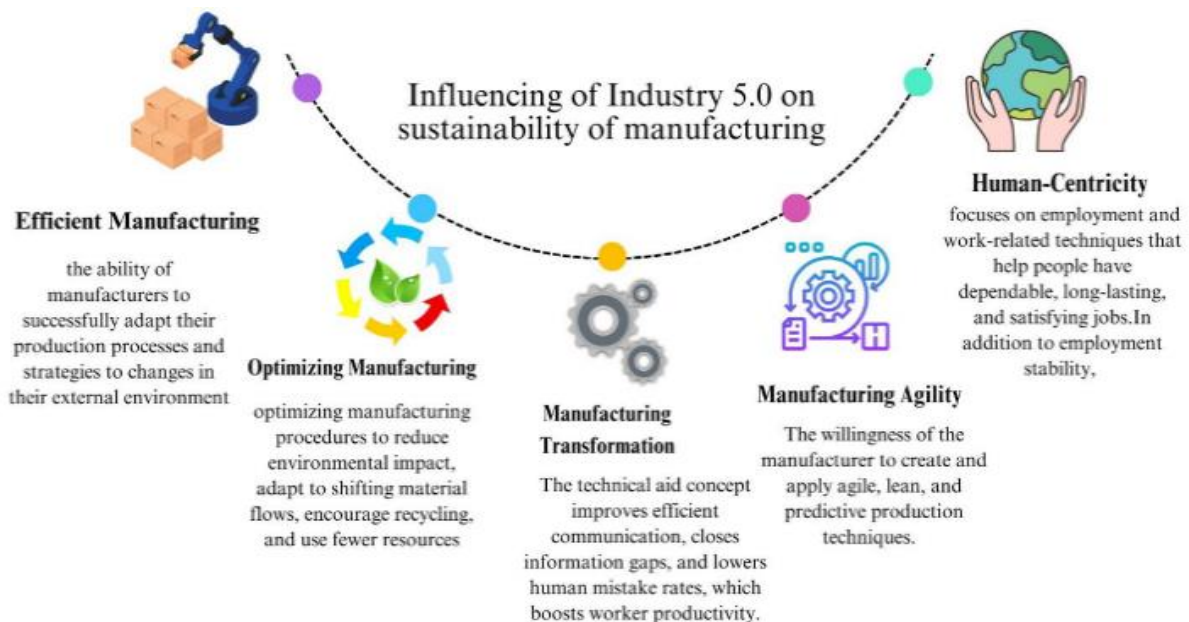 Influencing of Industry 5.0 on
sustainability of manufacturing
Efficient Manufacturing
the ability of
manufacturers to
successfully adapt their
production processes and
strategies to changes in
their external environment
Optimizing Manufacturing
optimizing manufacturing
procedures to reduce
environmental impact,
adapt to shifting material
flows, encourage recycling,
and use fewer resources
Manufacturing
Transformation
The technical aid concept
improves efficient
communication, closes
information gaps, and lowers
human mistake rates, which
boosts worker productivity.
Manufacturing Agility
The willingness of the
manufacturer to create and
apply agile, lean, and
predictive production
techniques.
Human-Centricity
focuses on employment and
work-related techniques that
help people have
dependable, long-lasting,
and satisfying jobs.In
addition to employment
stability,